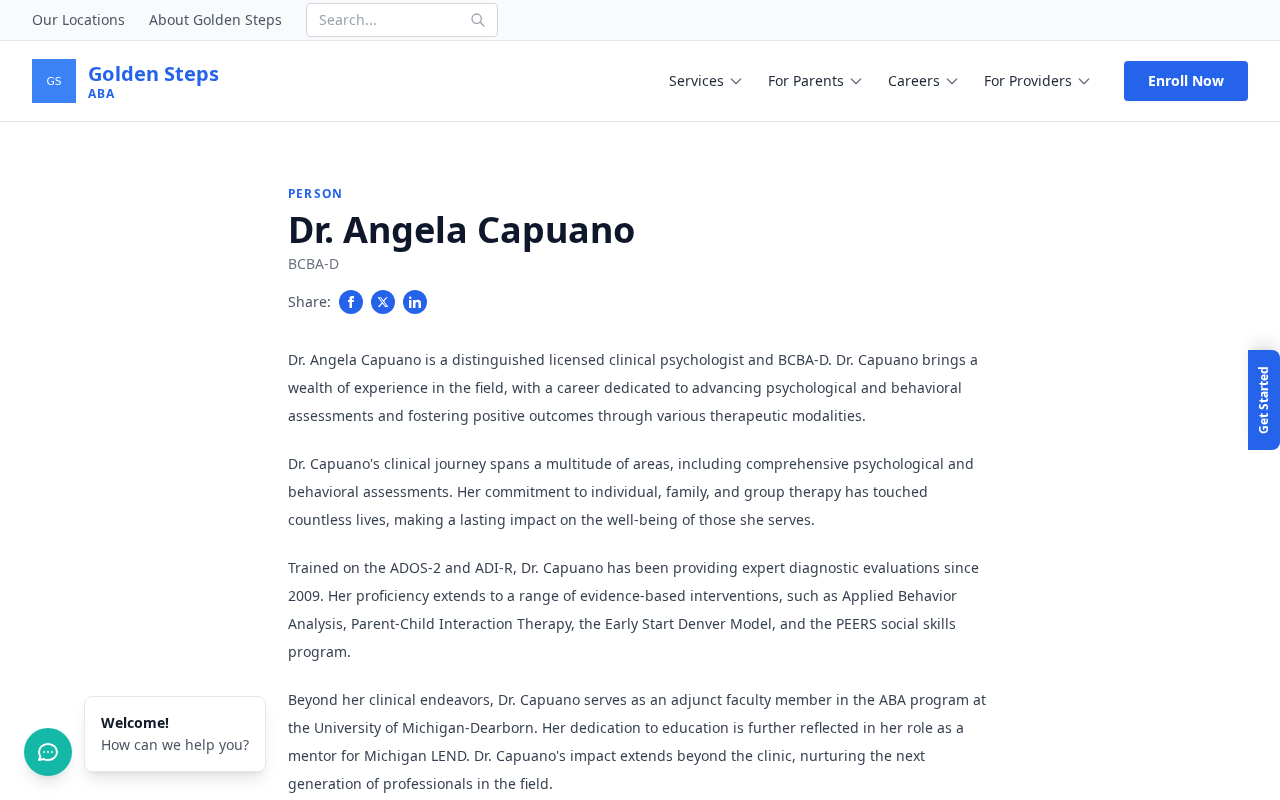 Our Locations
About Golden Steps
Search...
GS
Golden Steps
ABA
Services
For Parents
Careers
For Providers
Enroll Now
PERSON
Dr. Angela Capuano
BCBA-D
Share:
Dr. Angela Capuano is a distinguished licensed clinical psychologist and BCBA-D. Dr. Capuano brings a
wealth of experience in the field, with a career dedicated to advancing psychological and behavioral
assessments and fostering positive outcomes through various therapeutic modalities.
Dr. Capuano's clinical journey spans a multitude of areas, including comprehensive psychological and
behavioral assessments. Her commitment to individual, family, and group therapy has touched
countless lives, making a lasting impact on the well-being of those she serves.
Trained on the ADOS-2 and ADI-R, Dr. Capuano has been providing expert diagnostic evaluations since
2009. Her proficiency extends to a range of evidence-based interventions, such as Applied Behavior
Analysis, Parent-Child Interaction Therapy, the Early Start Denver Model, and the PEERS social skills
program.
Beyond her clinical endeavors, Dr. Capuano serves as an adjunct faculty member in the ABA program at
the University of Michigan-Dearborn. Her dedication to education is further reflected in her role as a
mentor for Michigan LEND. Dr. Capuano's impact extends beyond the clinic, nurturing the next
generation of professionals in the field.
Get Started
Welcome!
How can we help you?